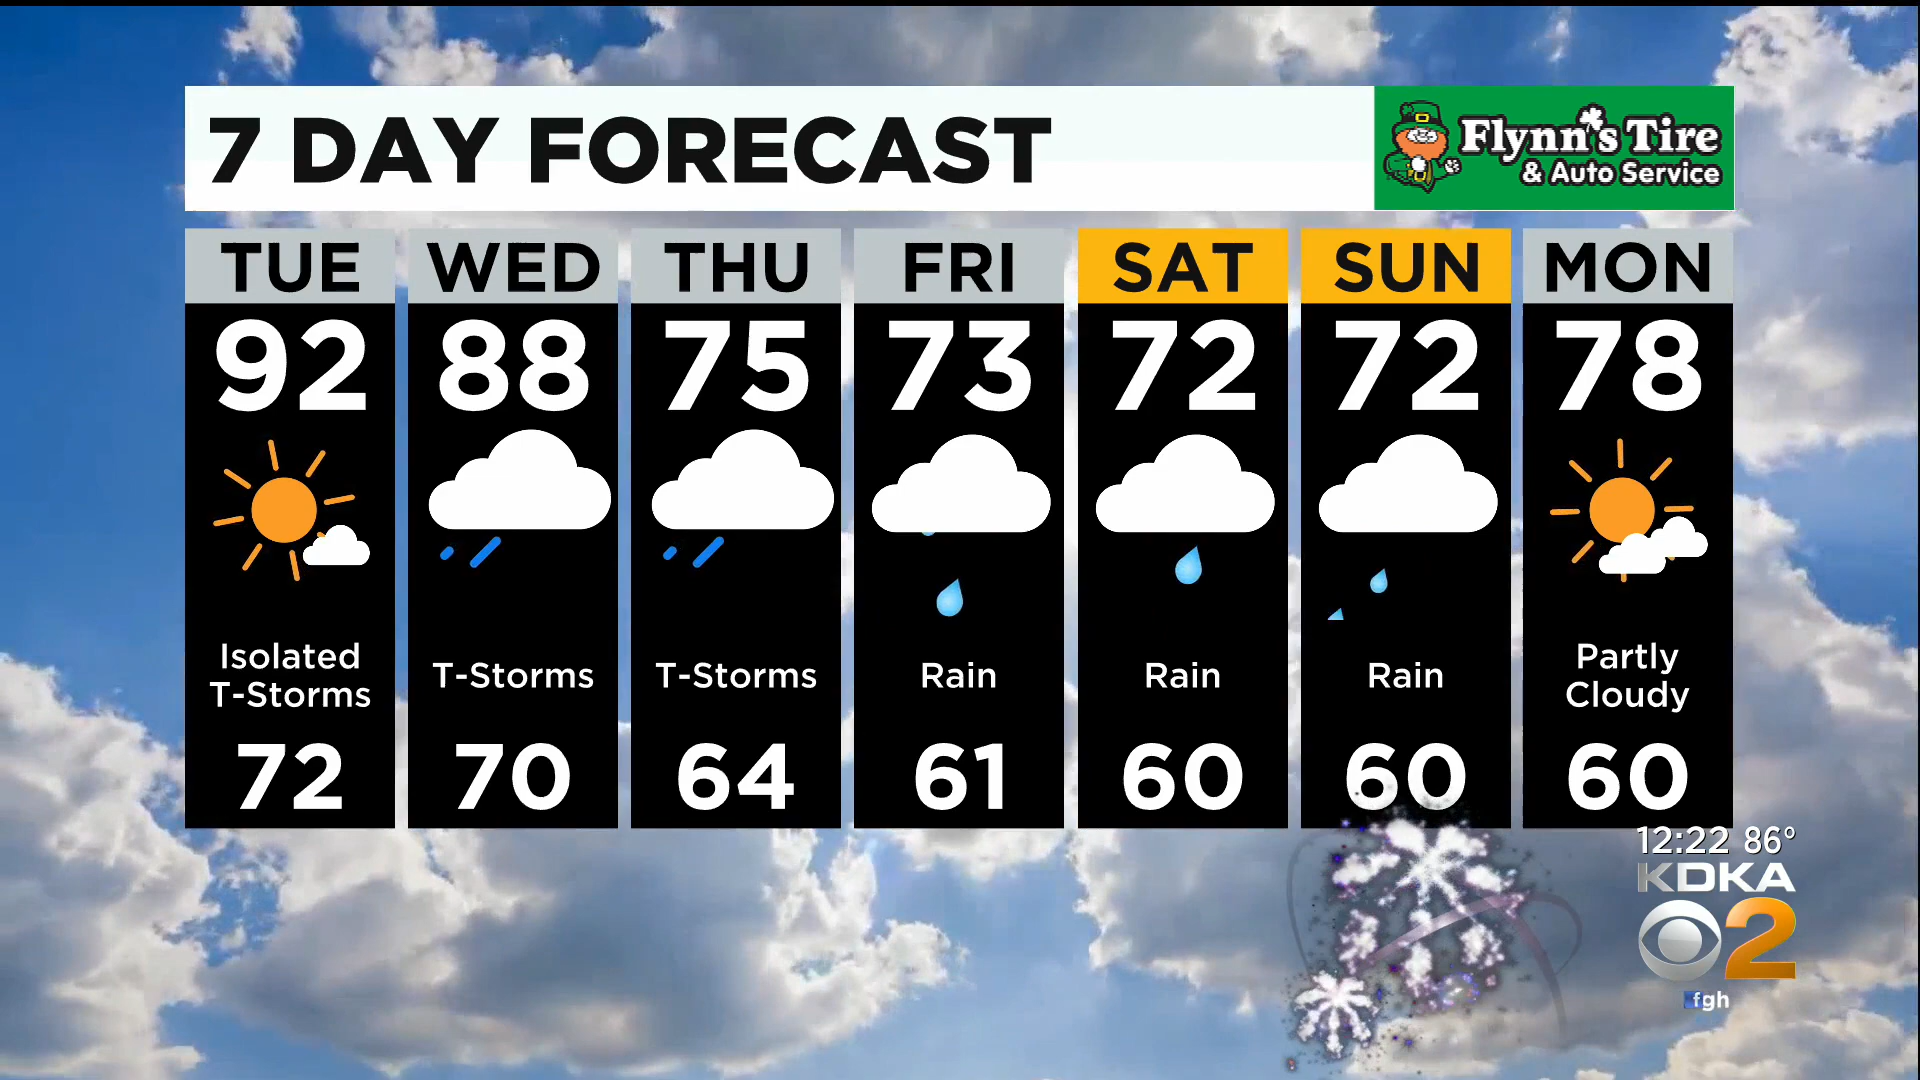 7 DAY FORECAST
Flynn's Tire
& Auto Service
TUE WED THU FRI SAT SUN MON
92 88 75 73 72 72 78
Isolated T-Storms
T-Storms
T-Storms
Rain
Rain
Rain
Partly Cloudy
72 70 64 61 60 60 60
12:22 86°
KDKA
2
fgh